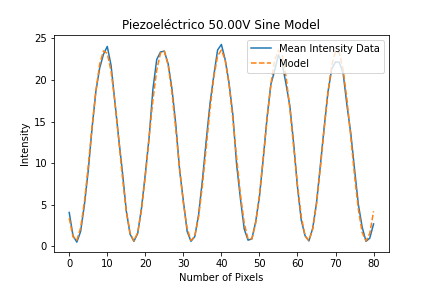 Piezoeléctrico 50.00V Sine Model
Mean Intensity Data
Model
Intensity
25
20
15
10
5
0
0 10 20 30 40 50 60 70 80
Number of Pixels